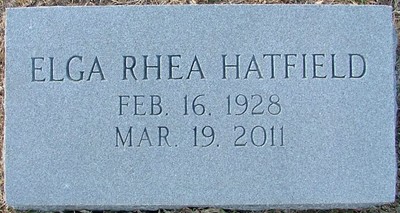 ELGA RHEA HATFIELD
FEB. 16, 1928
MAR. 19, 2011